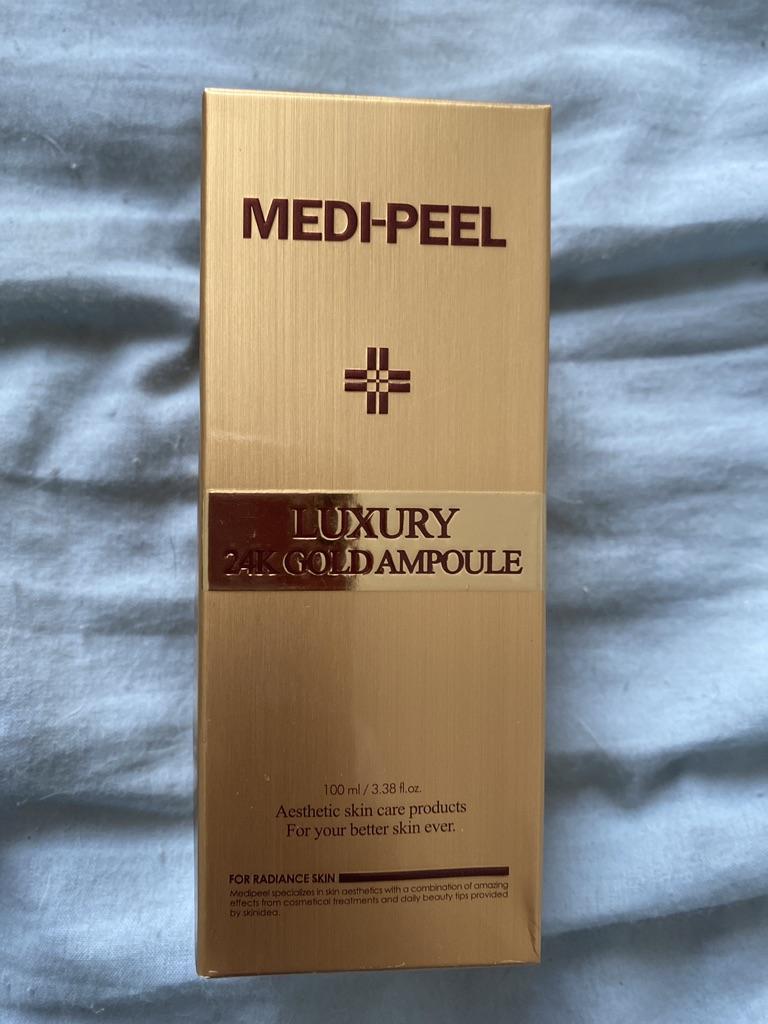 MEDI-PEEL
LUXURY
24K GOLD AMPOULE
100 ml / 3.38 fl.oz.
Aesthetic skin care products
For your better skin ever.
FOR RADIANCE SKIN
Medipeel specializes in skin aesthetics with a combination of amazing
effects from cosmetical treatments and daily beauty tips provided
by skinidea.